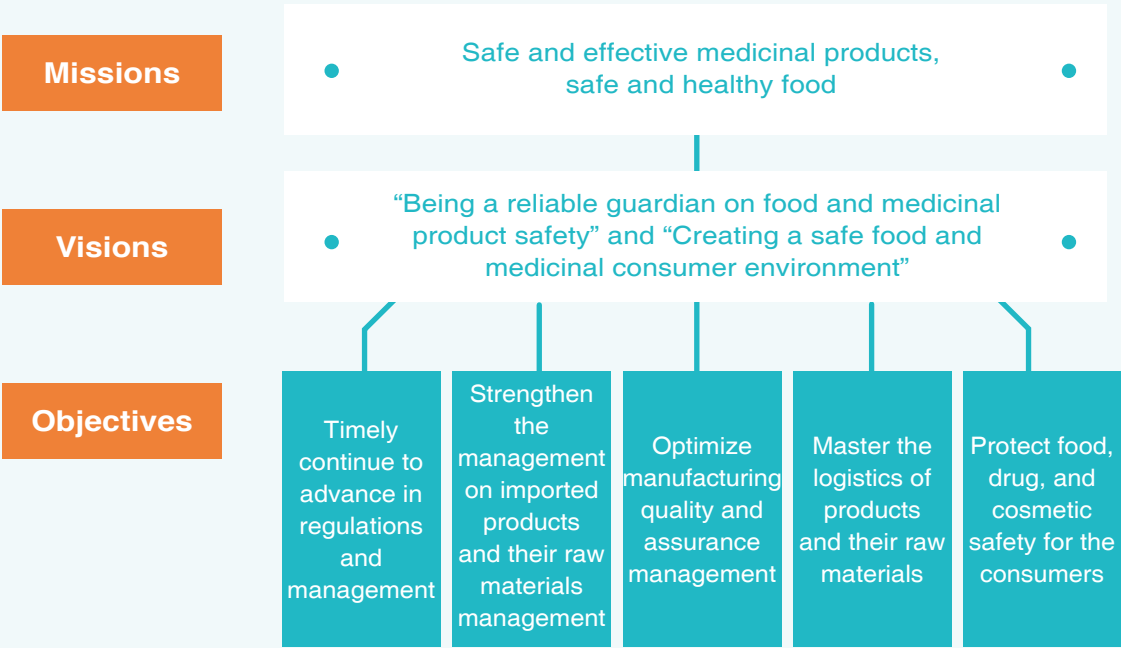 Missions
Safe and effective medicinal products,
safe and healthy food
Visions
“Being a reliable guardian on food and medicinal
product safety” and “Creating a safe food and
medicinal consumer environment”
Objectives
Timely
continue to
advance in
regulations
and
management
Strengthen
the
management
on imported
products
and their raw
materials
management
Optimize
manufacturing
quality and
assurance
management
Master the
logistics of
products
and their raw
materials
Protect food,
drug, and
cosmetic
safety for the
consumers